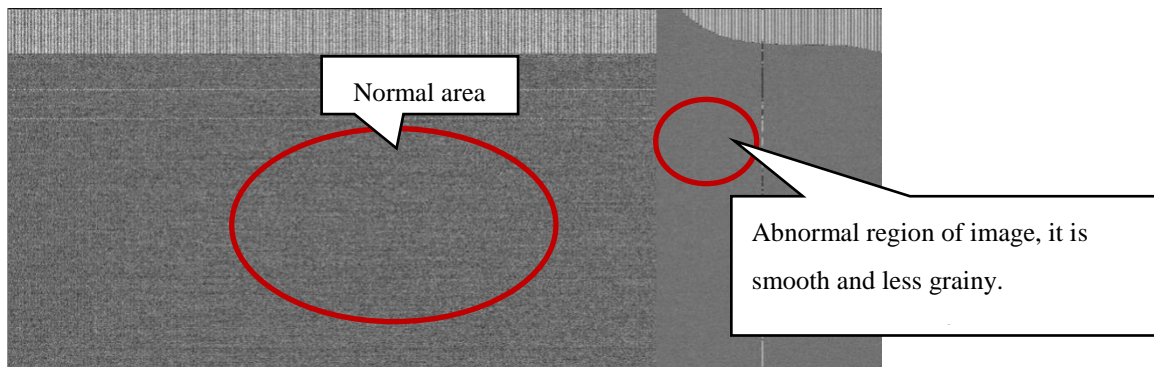 Normal area
Abnormal region of image, it is
smooth and less grainy.